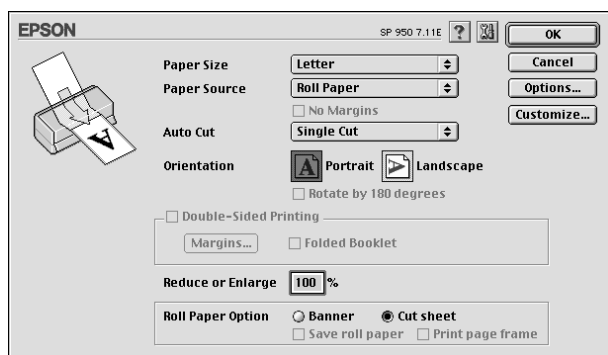 EPSON SP 950 7.11E ? OK
Paper Size Letter Cancel
Paper Source Roll Paper Options...
No Margins Customize...
Auto Cut Single Cut
Orientation A Portrait A Landscape
Rotate by 180 degrees
Double-Sided Printing
Margins... Folded Booklet
Reduce or Enlarge 100 %
Roll Paper Option Banner Cut sheet
Save roll paper Print page frame
A